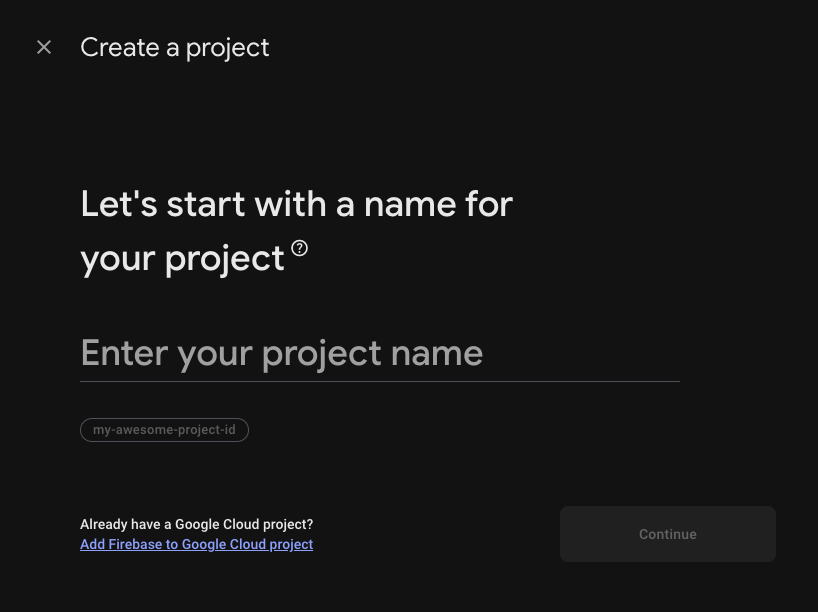 Create a project
Let's start with a name for
your project
Enter your project name
my-awesome-project-id
Already have a Google Cloud project?
Add Firebase to Google Cloud project
Continue